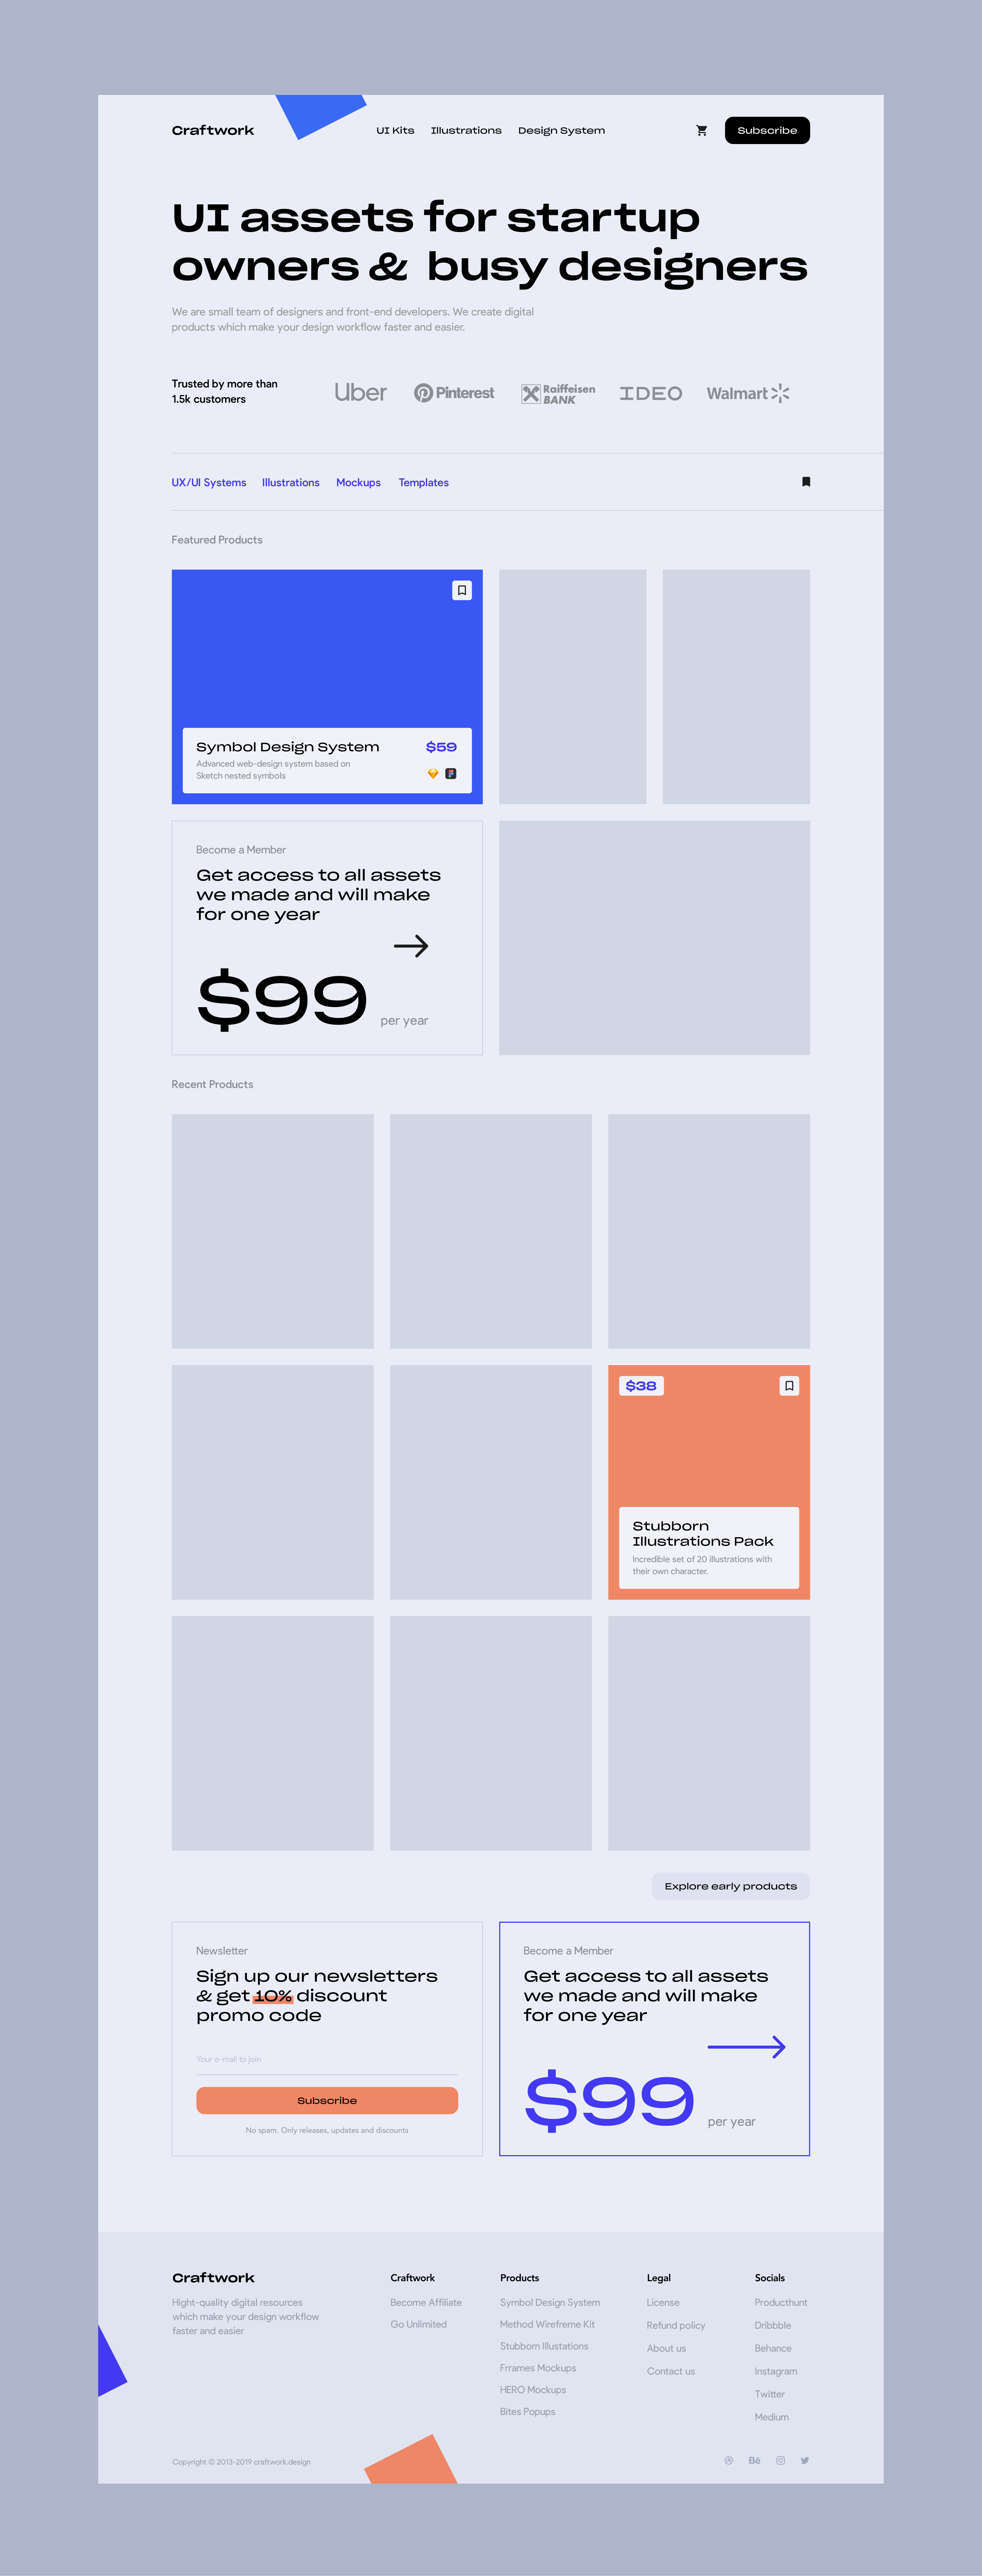 Craftwork
UI Kits
Illustrations
Design System
Subscribe
UI assets for startup
owners & busy designers
We are small team of designers and front-end developers. We create digital
products which make your design workflow faster and easier.
Trusted by more than
1.5k customers
Uber
Pinterest
Raiffeisen
BANK
IDEO
Walmart
UX/UI Systems
Illustrations
Mockups
Templates
Featured Products
Symbol Design System
$59
Advanced web-design system based on
Sketch nested symbols
Become a Member
Get access to all assets
we made and will make
for one year
$99
per year
Recent Products
$38
Stubborn
Illustrations Pack
Incredible set of 20 illustrations with
their own character.
Explore early products
Newsletter
Sign up our newsletters
& get 10% discount
promo code
Your e-mail to join
Subscribe
No spam. Only releases, updates and discounts
Become a Member
Get access to all assets
we made and will make
for one year
$99
per year
Craftwork
Hight-quality digital resources
which make your design workflow
faster and easier
Craftwork
Become Affiliate
Go Unlimited
Products
Symbol Design System
Method Wirefreme Kit
Stubborn Illustations
Frrames Mockups
HERO Mockups
Bites Popups
Legal
License
Refund policy
About us
Contact us
Socials
Producthunt
Dribbble
Behance
Instagram
Twitter
Medium
Copyright © 2013-2019 craftwork.design
Bē